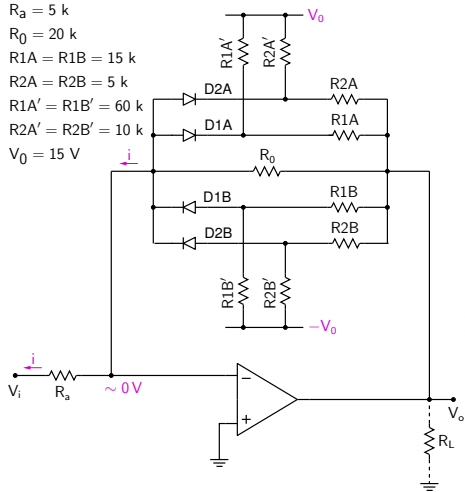 Ra = 5 k
R0 = 20 k
R1A = R1B = 15 k
R2A = R2B = 5 k
R1A′ = R1B′ = 60 k
R2A′ = R2B′ = 10 k
V0 = 15 V
V0
R1A′
R2A′
D2A
R2A
D1A
R1A
i
R0
D1B
R1B
D2B
R2B
R1B′
R2B′
−V0
i
Vi
Ra
∼ 0 V
−
+
Vo
RL